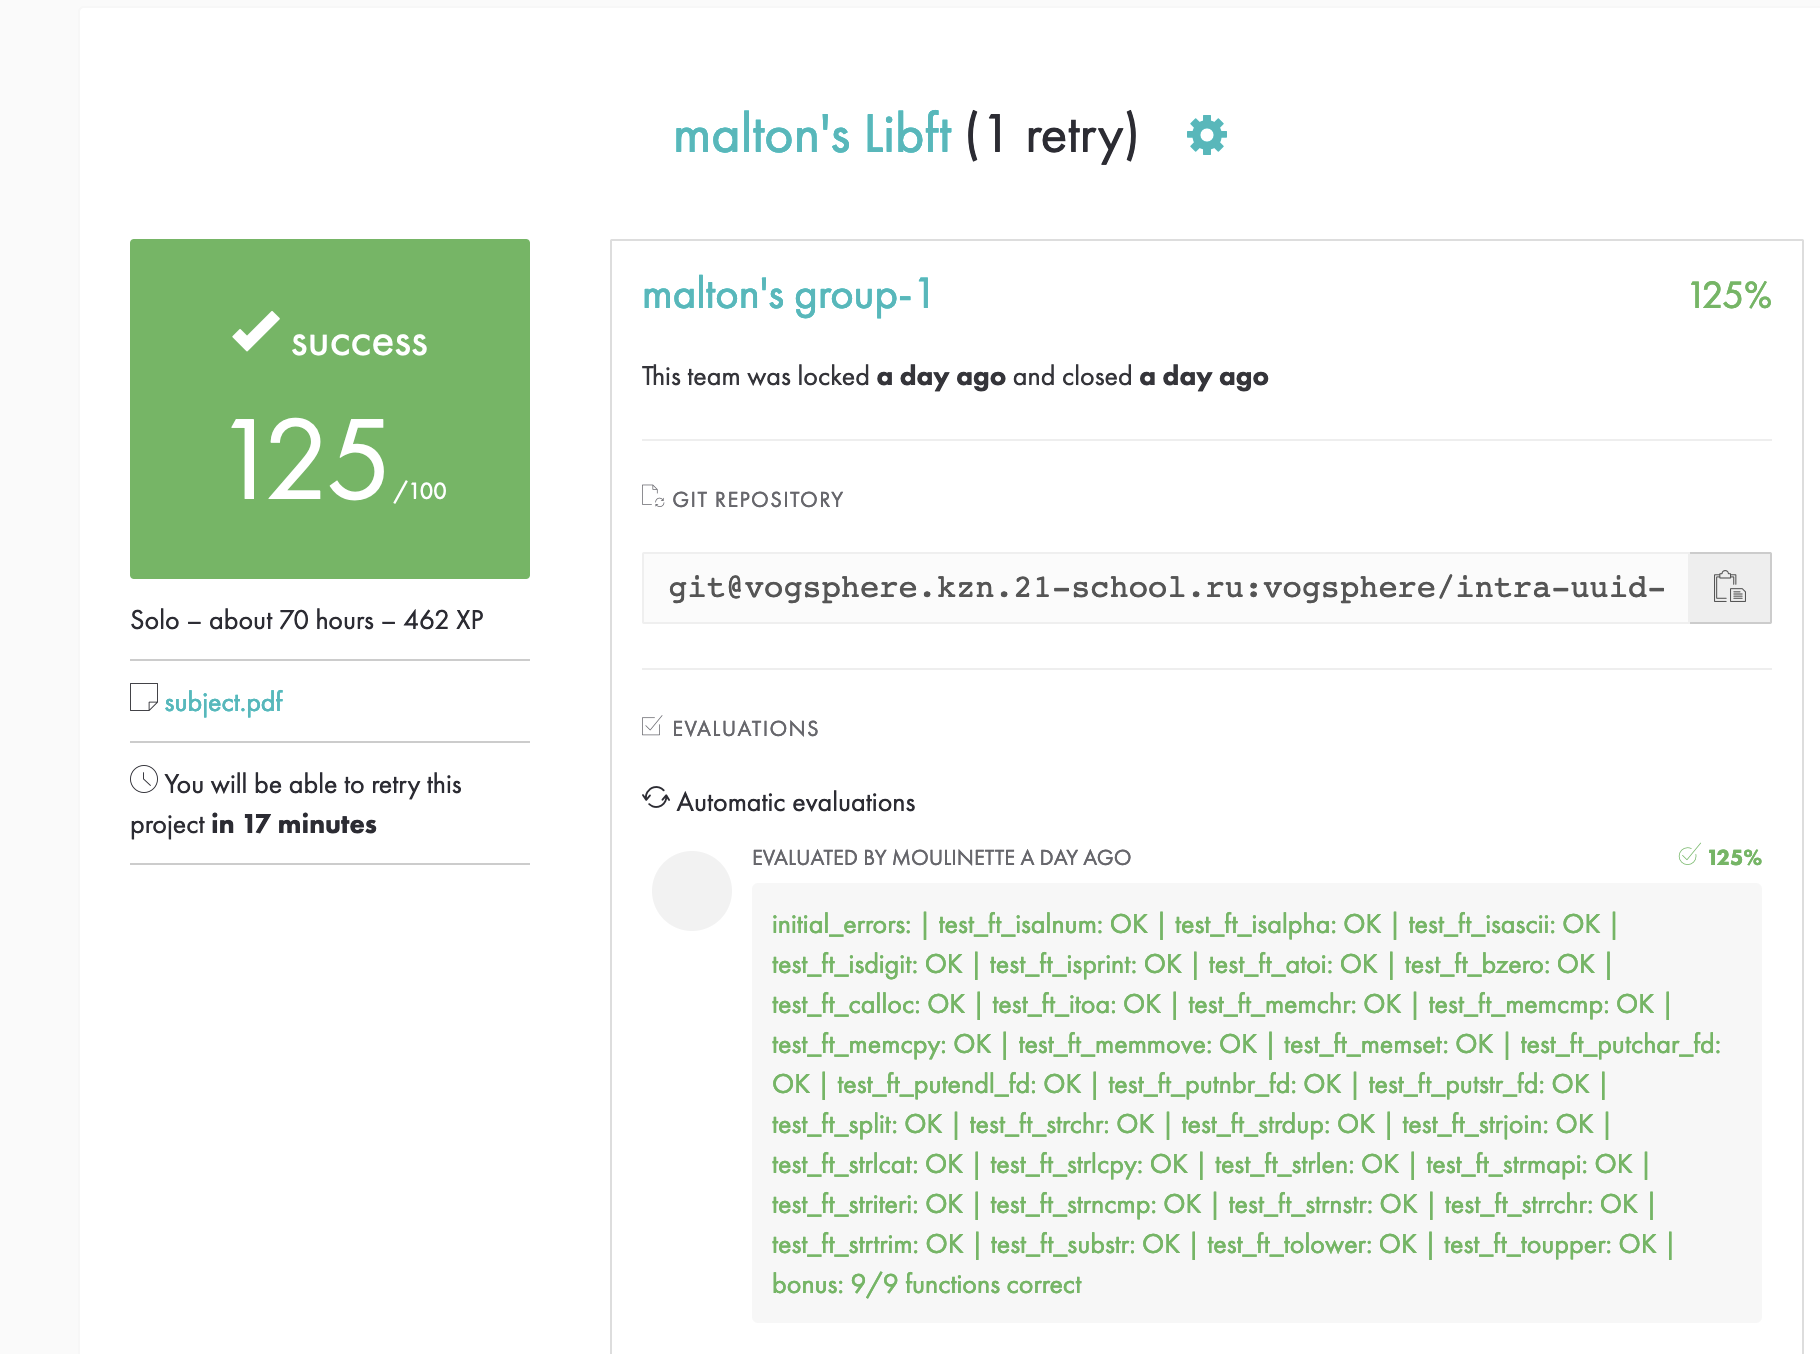 malton's Libft (1 retry)
success
125 /100
Solo – about 70 hours – 462 XP
subject.pdf
You will be able to retry this
project in 17 minutes
malton's group-1
125%
This team was locked a day ago and closed a day ago
GIT REPOSITORY
git@vogsphere.kzn.21-school.ru:vogsphere/intra-uuid-
EVALUATIONS
Automatic evaluations
EVALUATED BY MOULINETTE A DAY AGO
125%
initial_errors: | test_ft_isalnum: OK | test_ft_isalpha: OK | test_ft_isascii: OK |
test_ft_isdigit: OK | test_ft_isprint: OK | test_ft_atoi: OK | test_ft_bzero: OK |
test_ft_calloc: OK | test_ft_itoa: OK | test_ft_memchr: OK | test_ft_memcmp: OK |
test_ft_memcpy: OK | test_ft_memmove: OK | test_ft_memset: OK | test_ft_putchar_fd:
OK | test_ft_putendl_fd: OK | test_ft_putnbr_fd: OK | test_ft_putstr_fd: OK |
test_ft_split: OK | test_ft_strchr: OK | test_ft_strdup: OK | test_ft_strjoin: OK |
test_ft_strlcat: OK | test_ft_strlcpy: OK | test_ft_strlen: OK | test_ft_strmapi: OK |
test_ft_striteri: OK | test_ft_strncmp: OK | test_ft_strnstr: OK | test_ft_strrchr: OK |
test_ft_strtrim: OK | test_ft_substr: OK | test_ft_tolower: OK | test_ft_toupper: OK |
bonus: 9/9 functions correct